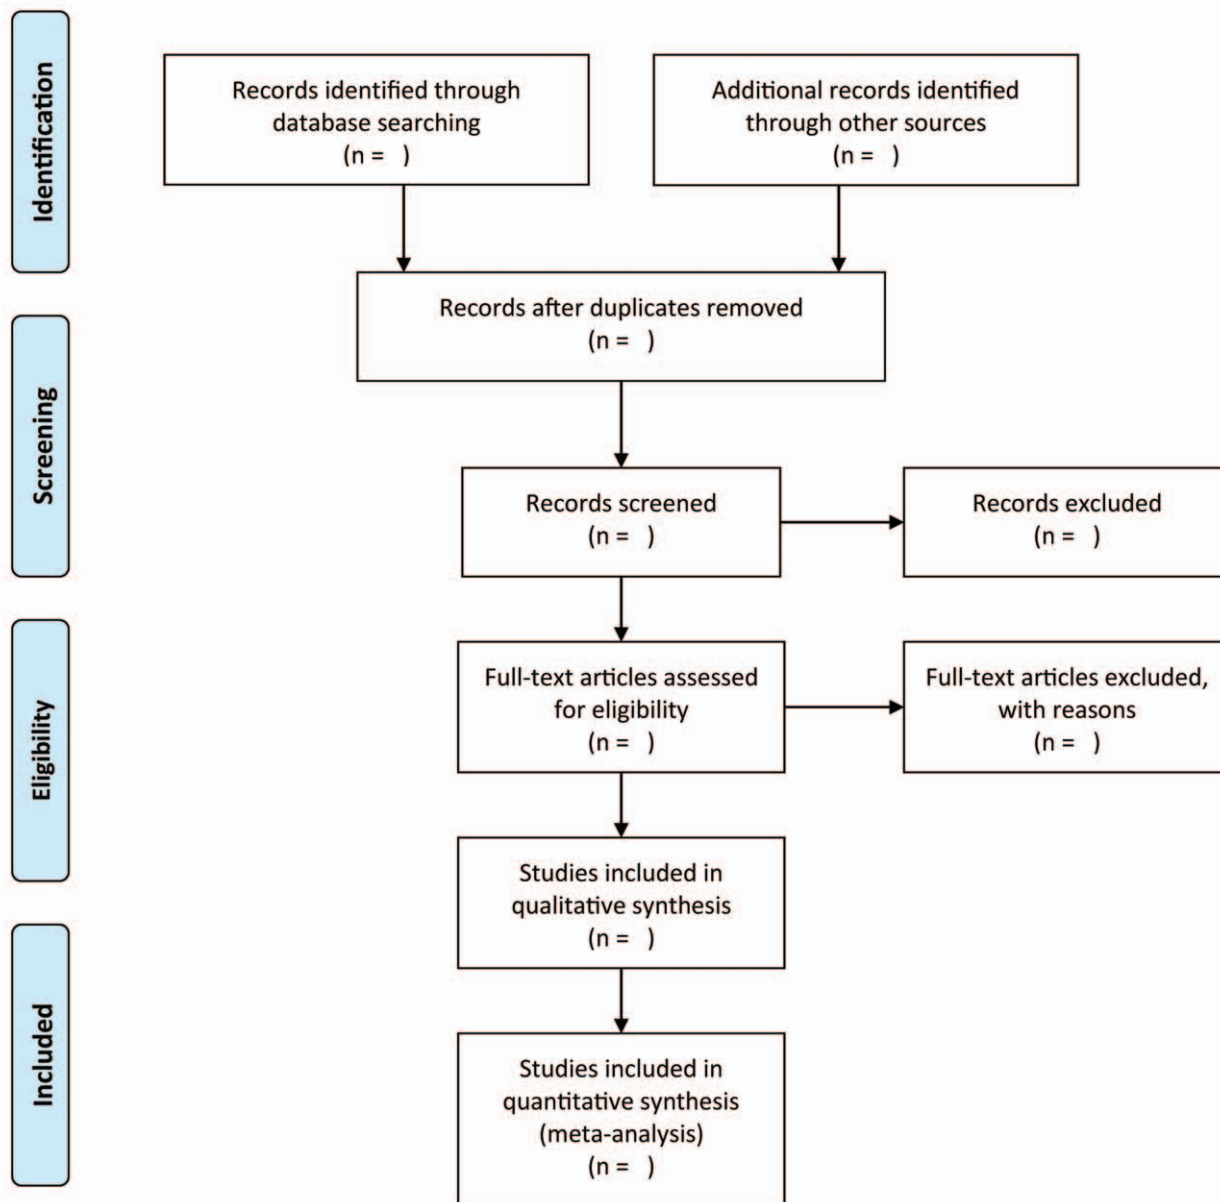 Identification
Records identified through
database searching
(n =   )
Additional records identified
through other sources
(n =   )
Records after duplicates removed
(n =   )
Screening
Records screened
(n =   )
Records excluded
(n =   )
Eligibility
Full-text articles assessed
for eligibility
(n =   )
Full-text articles excluded,
with reasons
(n =   )
Studies included in
qualitative synthesis
(n =   )
Included
Studies included in
quantitative synthesis
(meta-analysis)
(n =   )